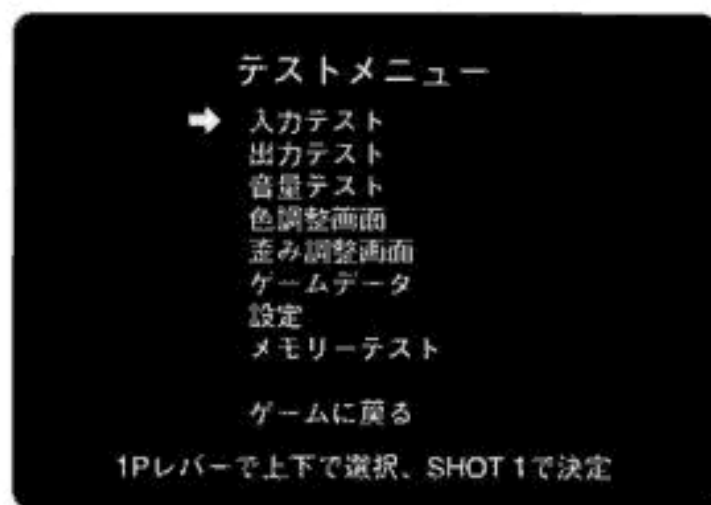 テストメニュー
入力テスト
出力テスト
音量テスト
色調整画面
歪み調整画面
ゲームデータ
設定
メモリーテスト
ゲームに戻る
1Pレバーで上下で選択、SHOT 1で決定